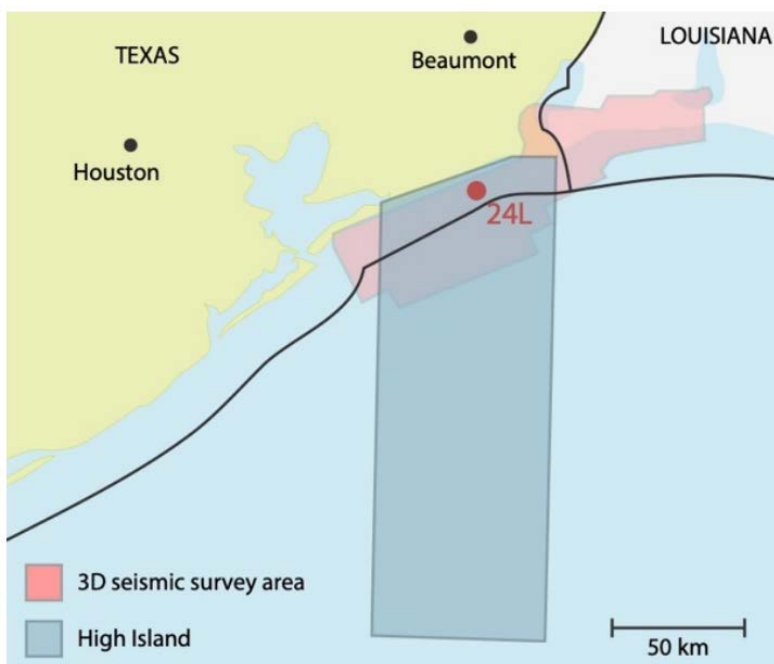 TEXAS
LOUISIANA
Beaumont
Houston
24L
3D seismic survey area
High Island
50 km